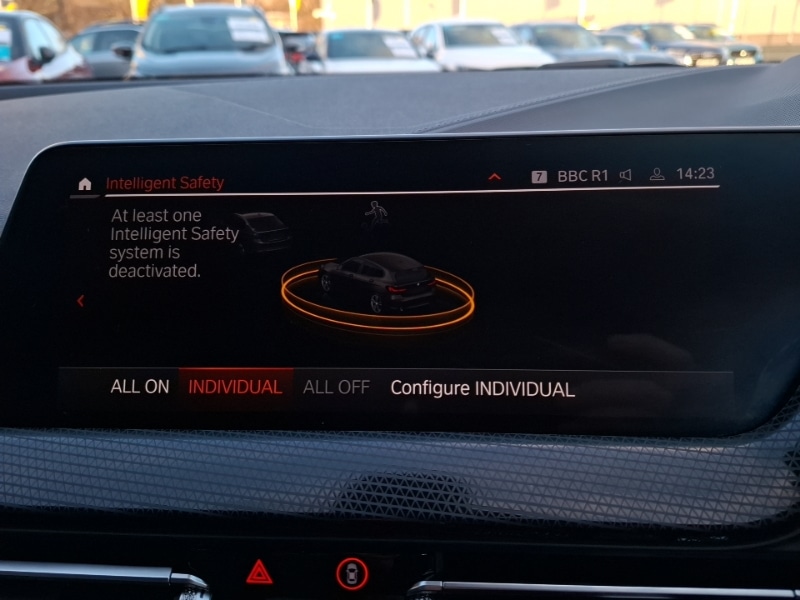 Intelligent Safety
7 BBC R1 14:23
At least one
Intelligent Safety
system is
deactivated.
ALL ON INDIVIDUAL ALL OFF Configure INDIVIDUAL